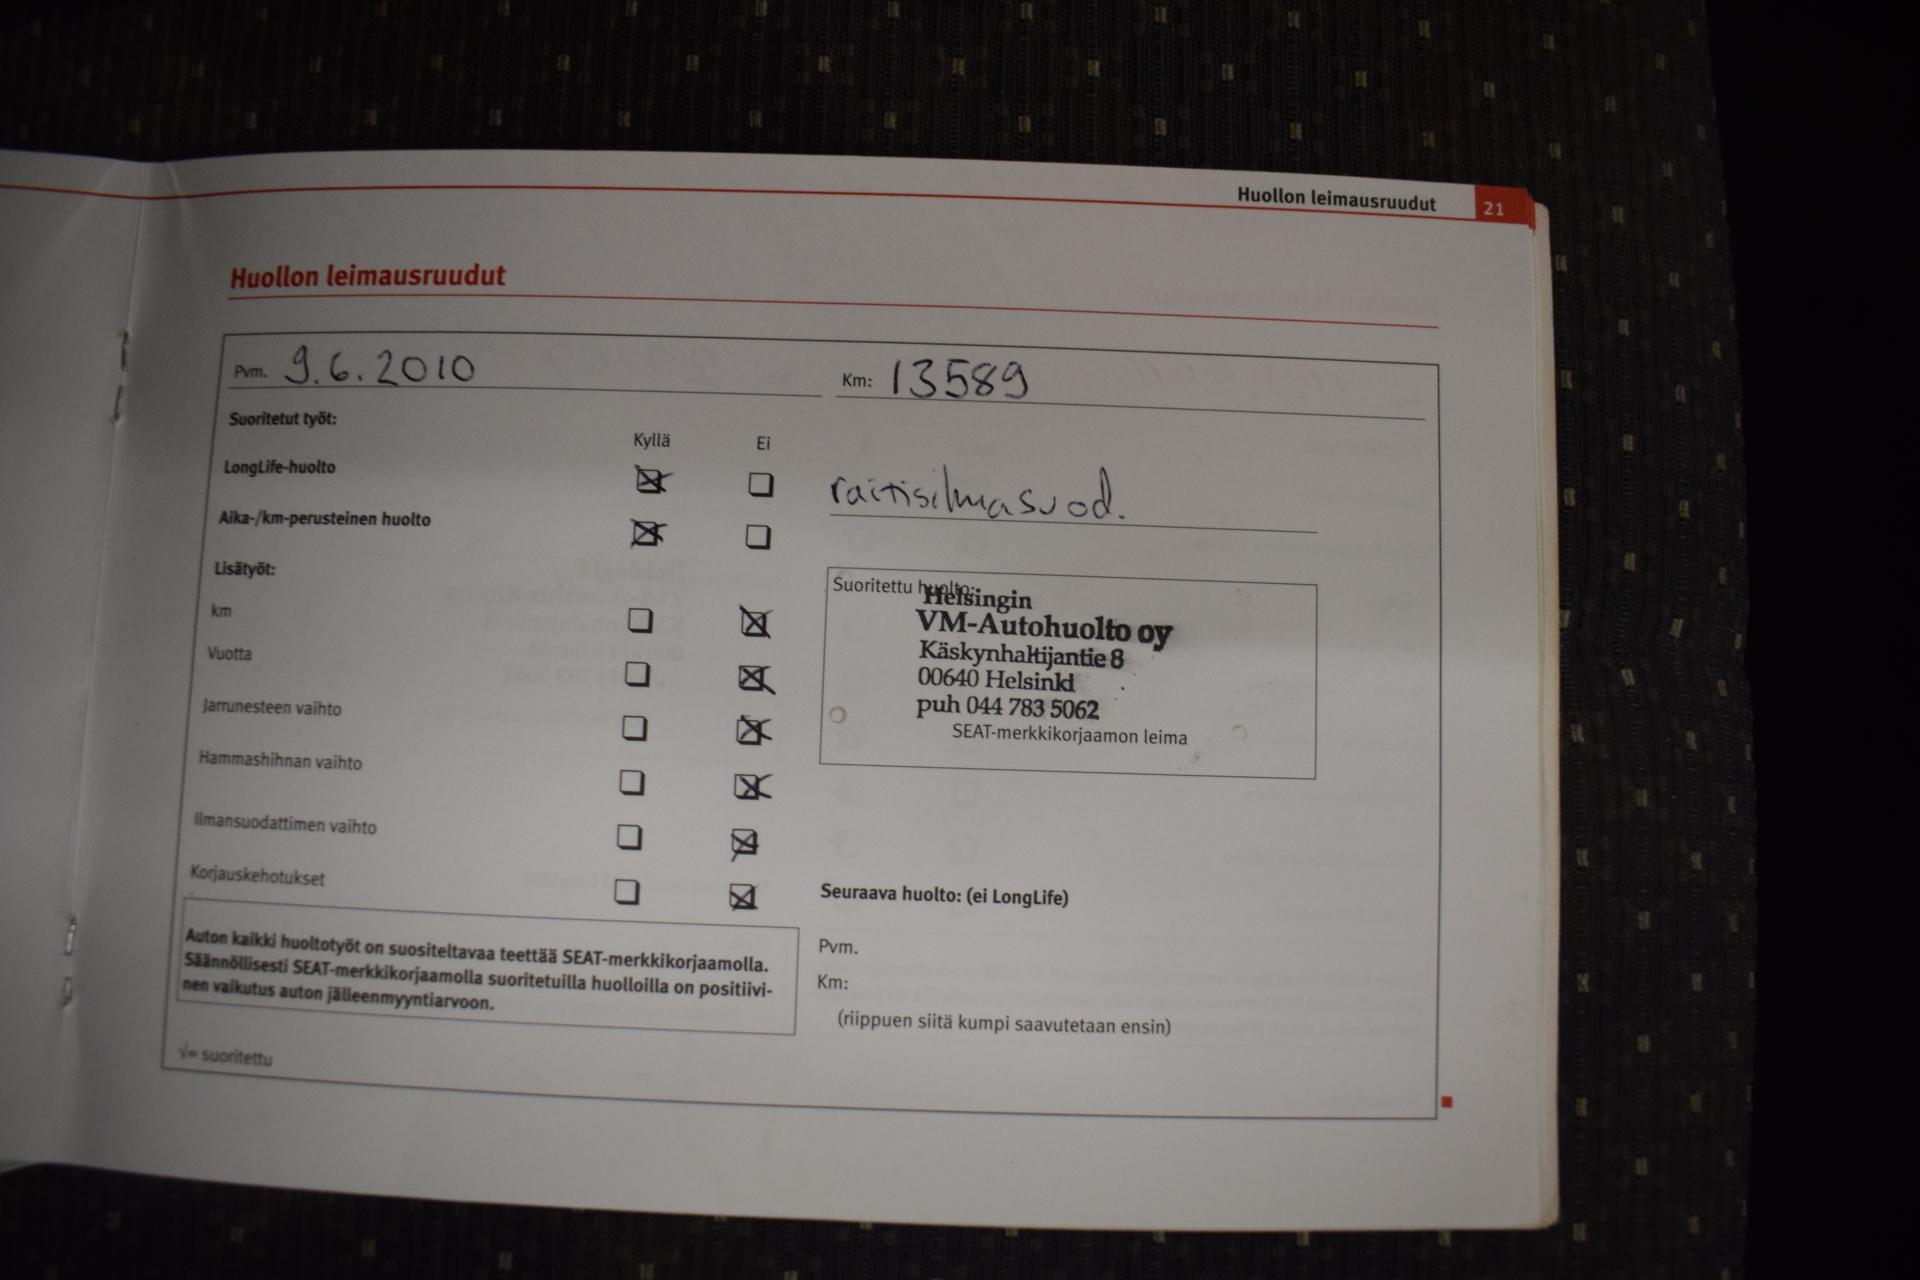 Huollon leimausruudut 21
Huollon leimausruudut
Pvm. 9.6.2010 Km: 13589
Suoritetut työt:
Kyllä Ei
LongLife-huolto
raitisilmasuod.
Aika-/km-perusteinen huolto
Lisätyöt:
km
Vuotta
Jarrunesteen vaihto
Hammashihnan vaihto
Ilmansuodattimen vaihto
Korjauskehotukset
Suoritettu huolto:
Helsingin
VM-Autohuolto oy
Käskynhaltijantie 8
00640 Helsinki
puh 044 783 5062
SEAT-merkkikorjaamon leima
Auton kaikki huoltotyöt on suositeltavaa teettää SEAT-merkkikorjaamolla.
Säännöllisesti SEAT-merkkikorjaamolla suoritetuilla huolloilla on positiivi-
nen vaikutus auton jälleenmyyntiarvoon.
√= suoritettu
Seuraava huolto: (ei LongLife)
Pvm.
Km:
(riippuen siitä kumpi saavutetaan ensin)